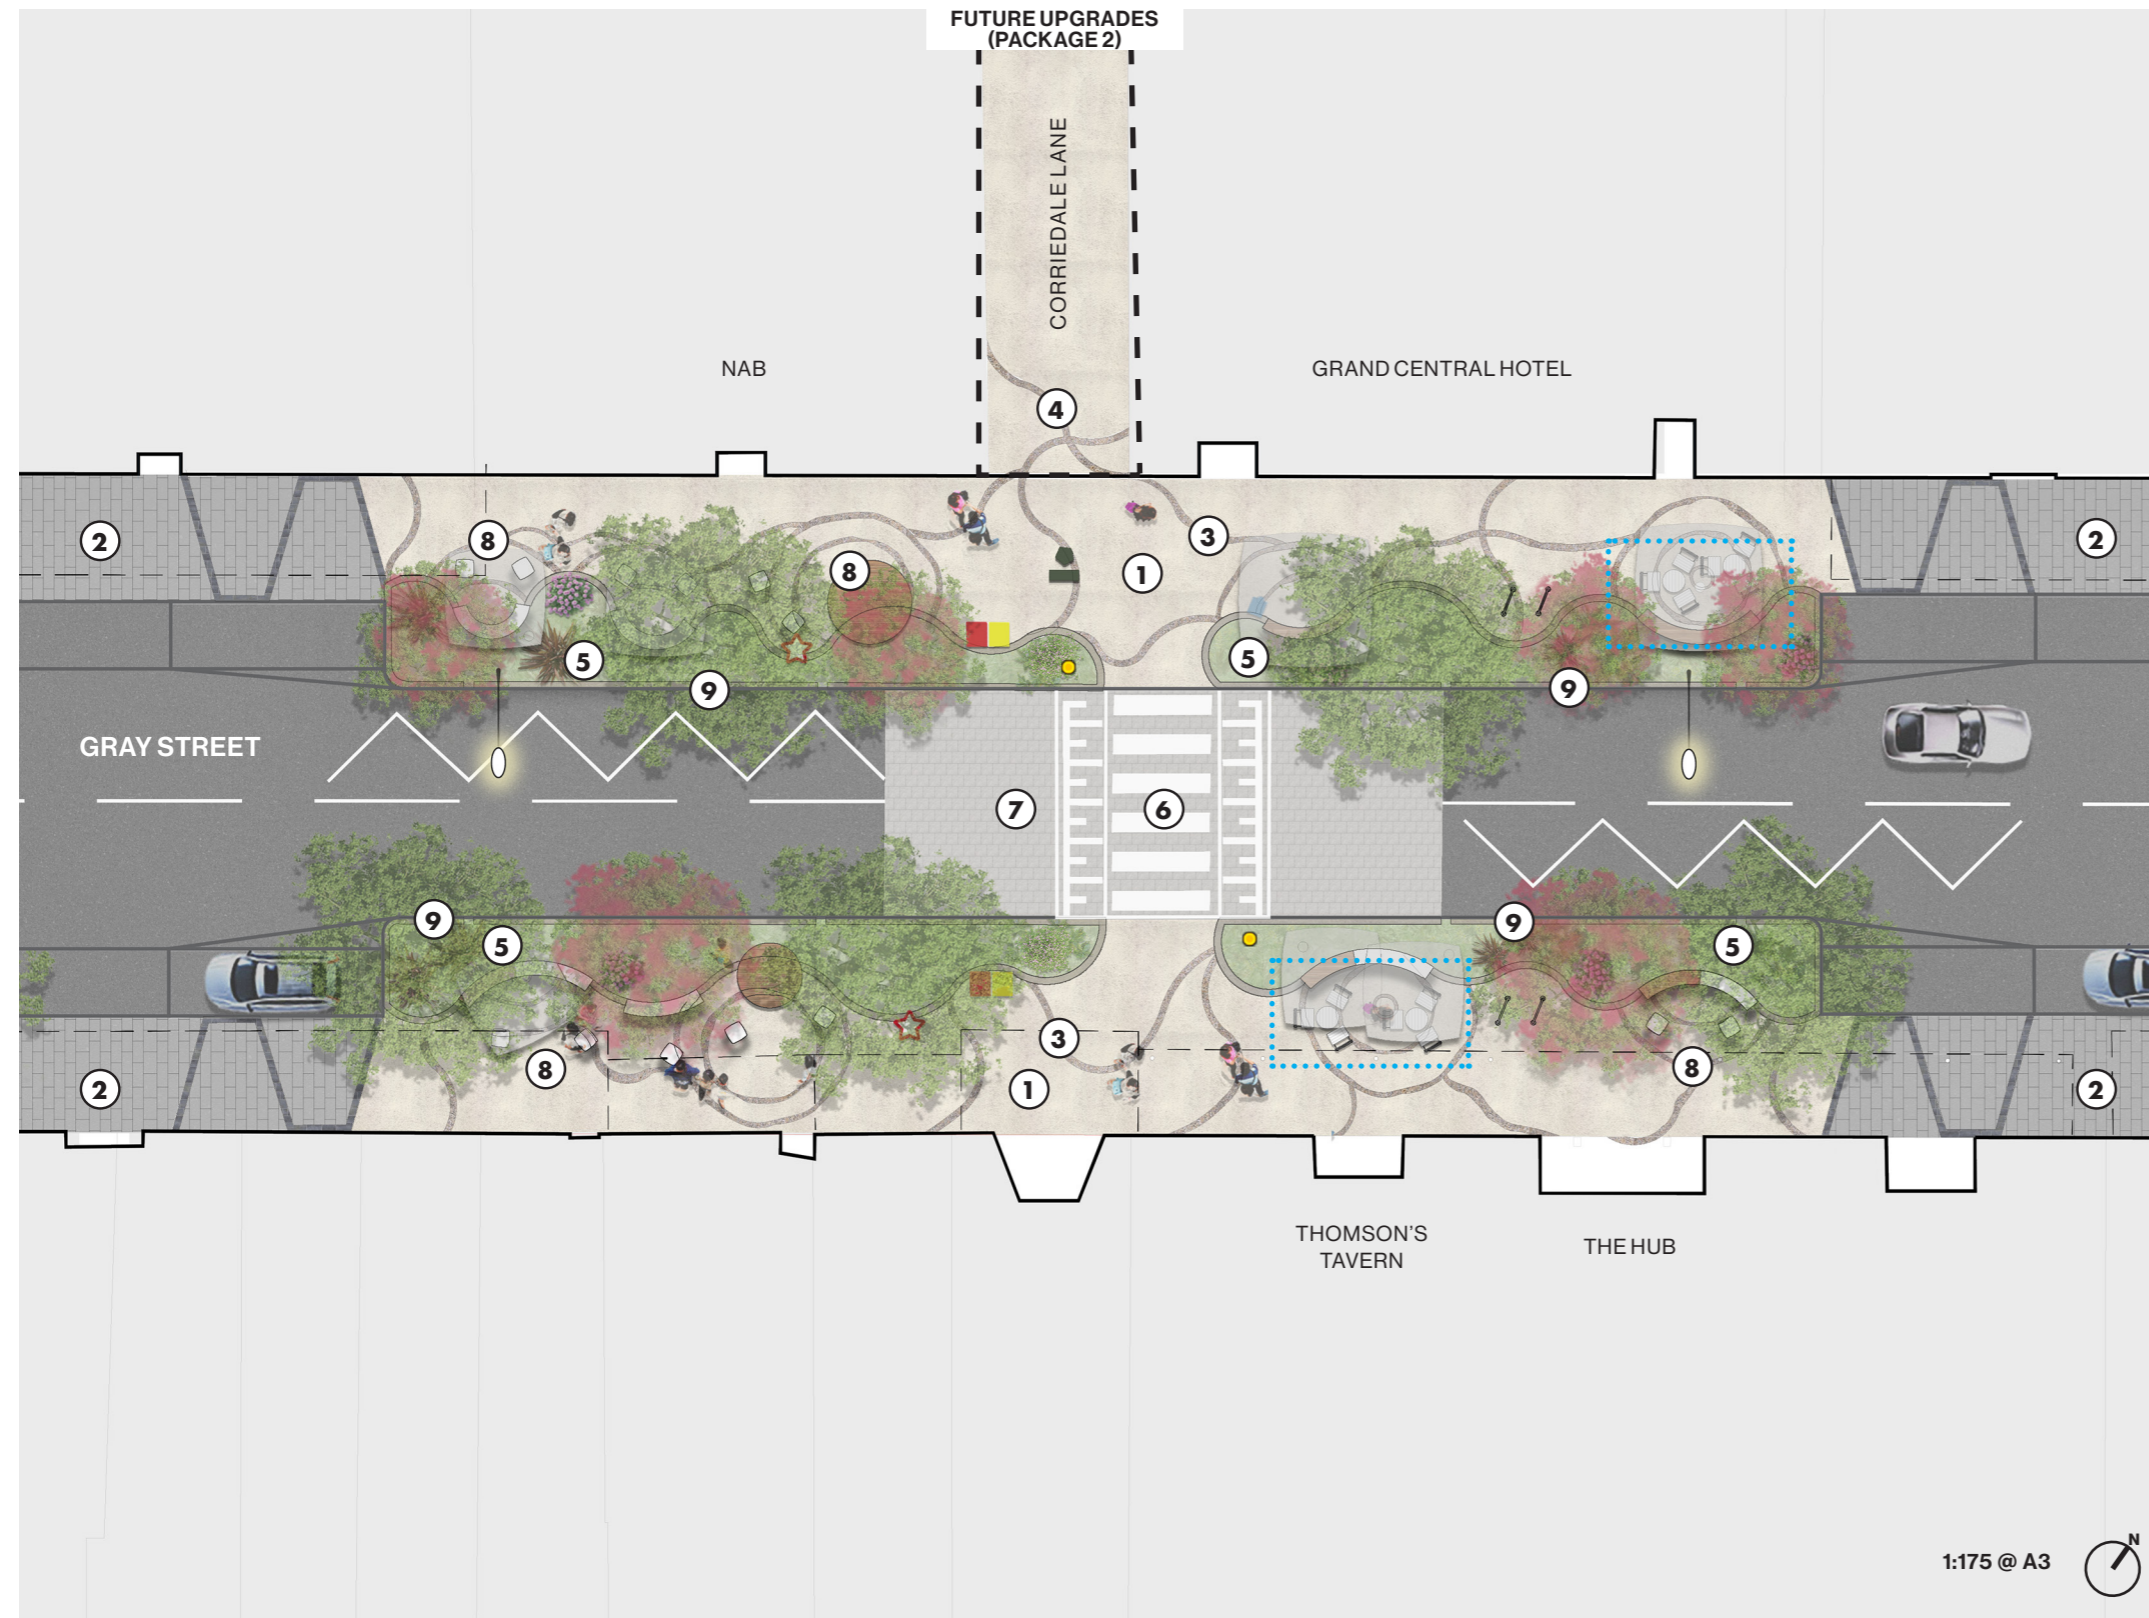 FUTURE UPGRADES
(PACKAGE 2)
CORRIEDALE LANE
NAB
GRAND CENTRAL HOTEL
4
2
8
8
3
1
2
5
5
9
9
GRAY STREET
7
6
9
5
9
5
3
8
1
8
2
2
THOMSON'S
TAVERN
THE HUB
N
1:175 @ A3